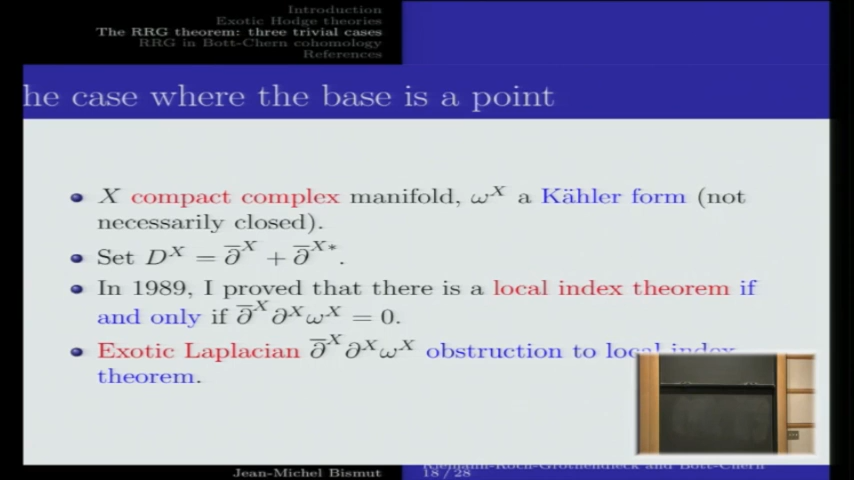 Introduction
Exotic Hodge theories
The RRG theorem: three trivial cases
RRG in Bott-Chern cohomology
References
he case where the base is a point
X compact complex manifold, ω^X a Kähler form (not
necessarily closed).
Set D^X = ∂̄^X + ∂̄^{X*}.
In 1989, I proved that there is a local index theorem if
and only if ∂̄^X ∂^X ω^X = 0.
Exotic Laplacian ∂̄^X ∂^X ω^X obstruction to local index
theorem.
Jean-Michel Bismut
Riemann-Roch-Grothendieck and Bott-Chern
18 / 28